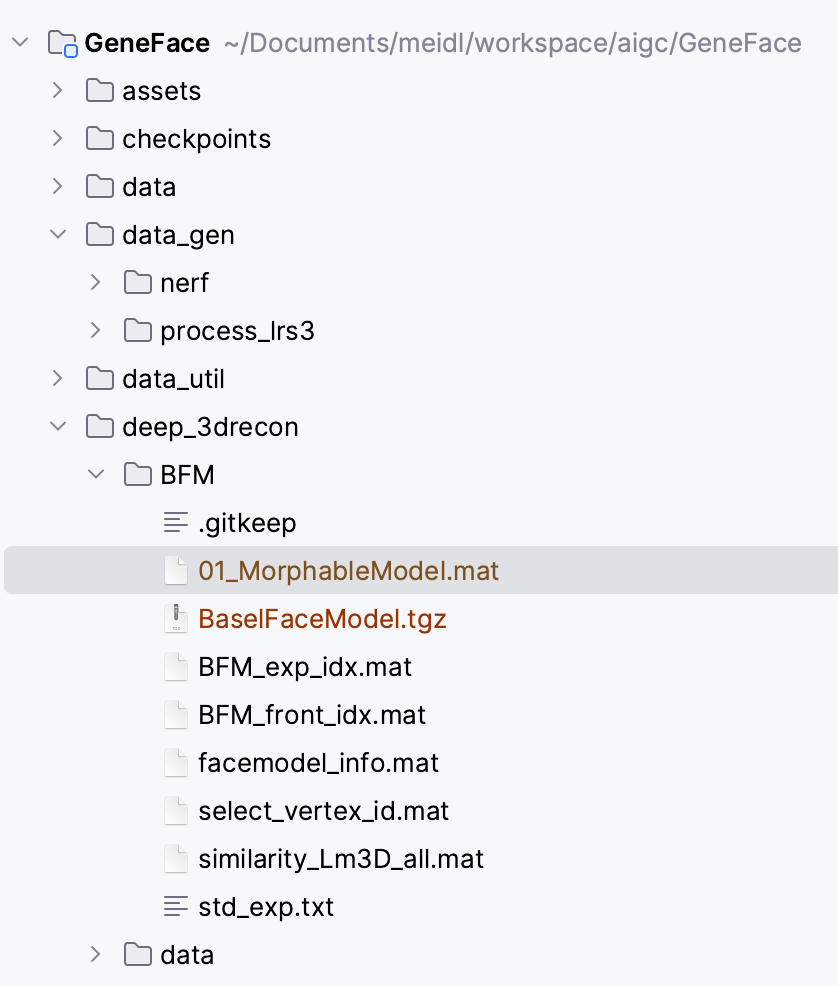 GeneFace ~/Documents/meidl/workspace/aigc/GeneFace
assets
checkpoints
data
data_gen
nerf
process_lrs3
data_util
deep_3drecon
BFM
.gitkeep
01_MorphableModel.mat
BaselFaceModel.tgz
BFM_exp_idx.mat
BFM_front_idx.mat
facemodel_info.mat
select_vertex_id.mat
similarity_Lm3D_all.mat
std_exp.txt
data